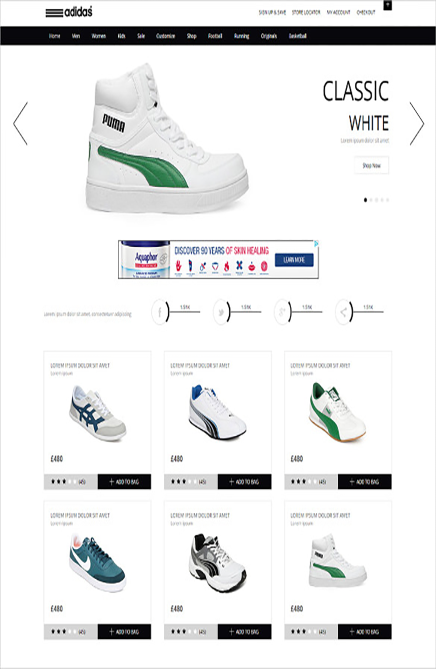 adidas
SIGN UP & SAVE STORE LOCATOR MY ACCOUNT CHECKOUT
+
Home Men Women Kids Sale Customize Shop Football Running Originals Basketball
PUMA
CLASSIC
WHITE
Lorem ipsum dolor sit amet
Shop Now
Aquaphor
DISCOVER 90 YEARS OF SKIN HEALING
LEARN MORE
Lorem ipsum dolor sit amet, consectetuer adipiscing
1.51K 1.51K 1.51K 1.51K
LOREM IPSUM DOLOR SIT AMET
Lorem ipsum
£480
(45) + ADD TO BAG
LOREM IPSUM DOLOR SIT AMET
Lorem ipsum
£480
(45) + ADD TO BAG
LOREM IPSUM DOLOR SIT AMET
Lorem ipsum
£480
(45) + ADD TO BAG
LOREM IPSUM DOLOR SIT AMET
Lorem ipsum
£480
(45) + ADD TO BAG
LOREM IPSUM DOLOR SIT AMET
Lorem ipsum
£480
(45) + ADD TO BAG
LOREM IPSUM DOLOR SIT AMET
Lorem ipsum
PUMA
£480
(45) + ADD TO BAG